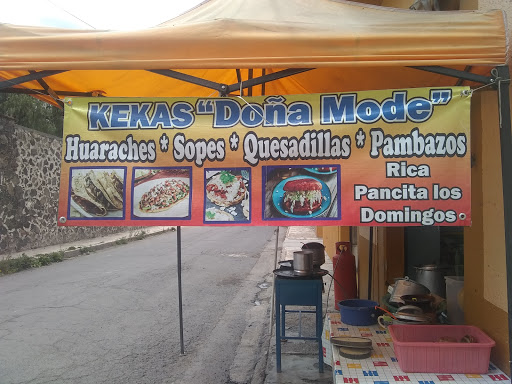 KEKAS "Doña Mode"
Huaraches * Sopes * Quesadillas * Pambazos
Rica
Pancita los
Domingos